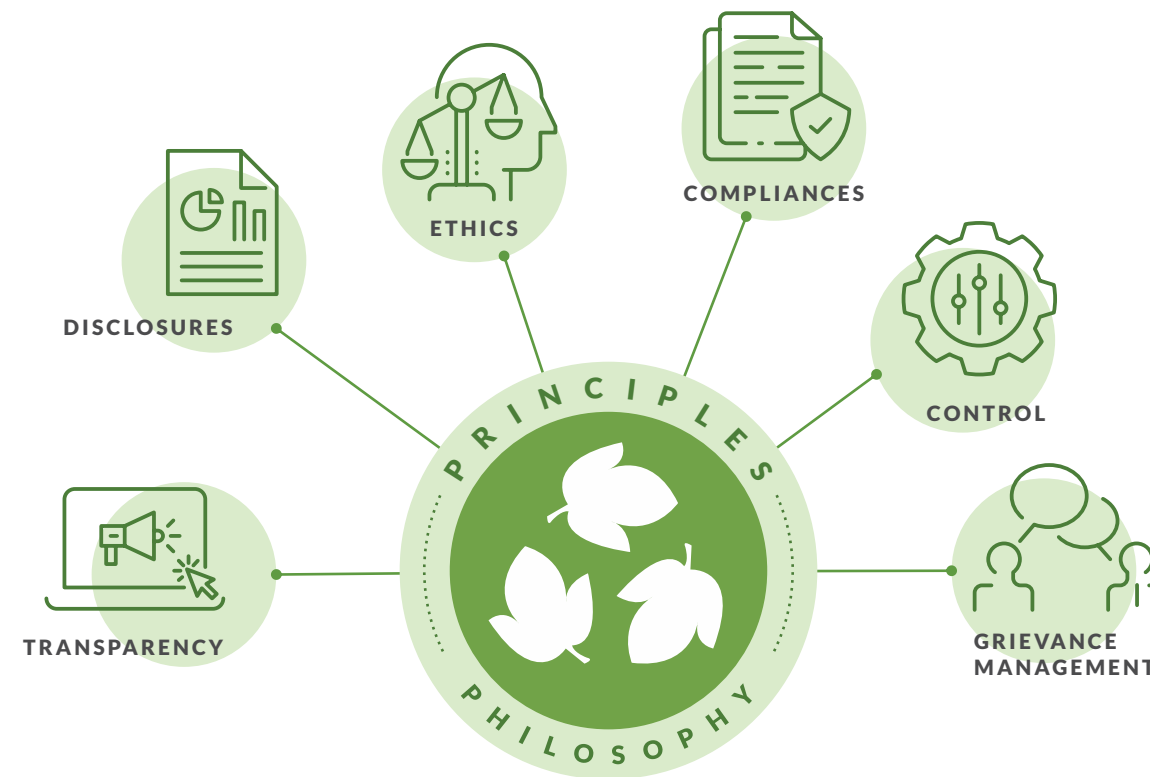 COMPLIANCES
ETHICS
DISCLOSURES
CONTROL
PRINCIPLES
TRANSPARENCY
GRIEVANCE
MANAGEMENT
PHILOSOPHY